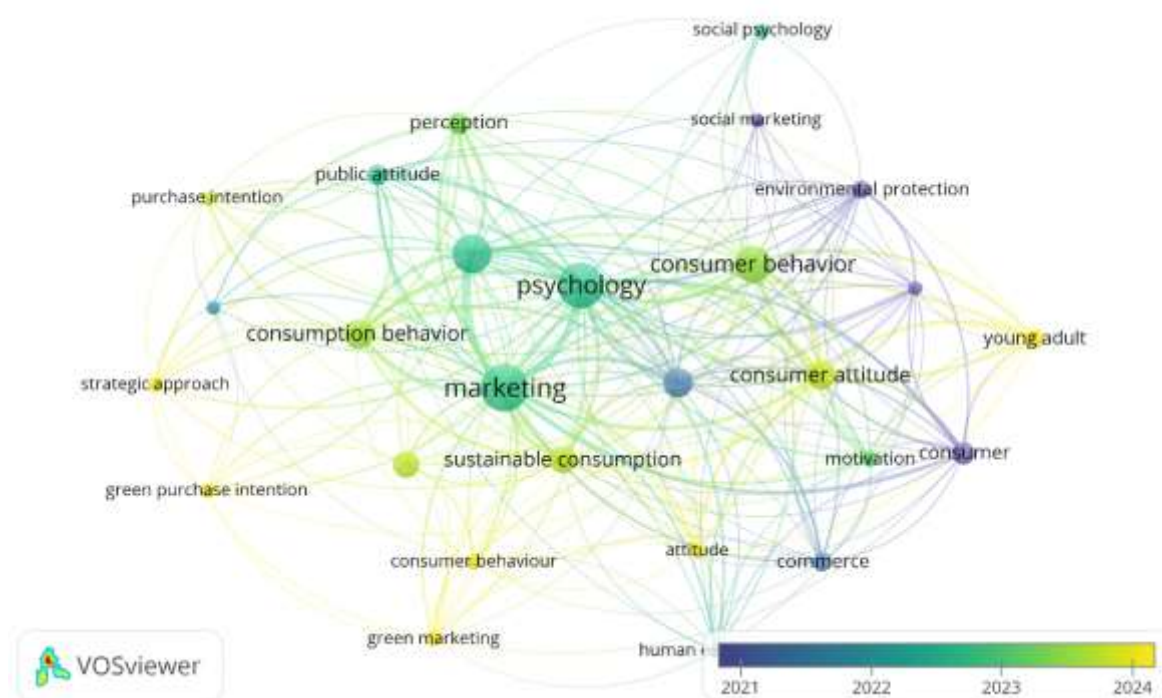 social psychology
perception
social marketing
public attitude
environmental protection
purchase intention
consumer behavior
psychology
consumption behavior
young adult
strategic approach
consumer attitude
marketing
sustainable consumption
motivation
consumer
green purchase intention
attitude
consumer behaviour
commerce
green marketing
human
VOSviewer
2021
2022
2023
2024